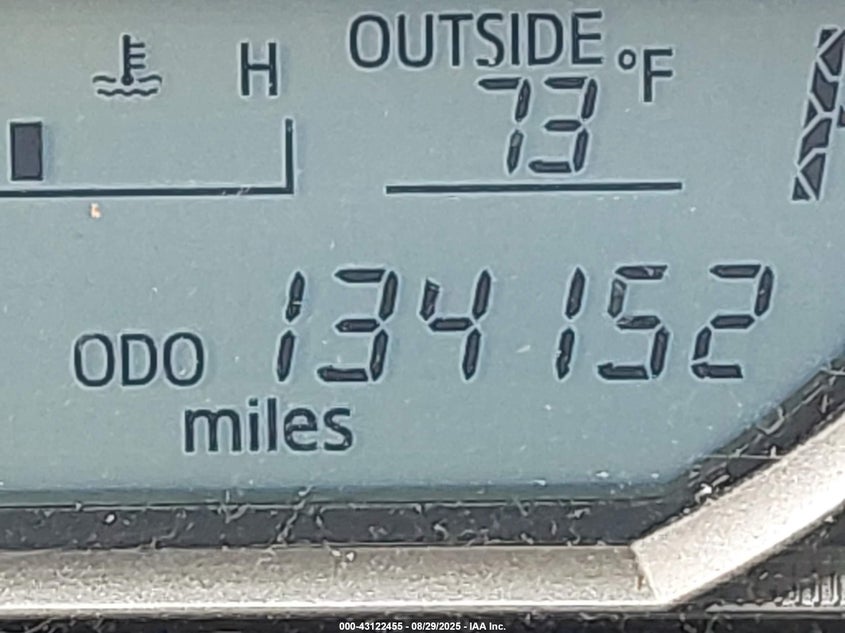 H
OUTSIDE
73 °F
ODO 134152
miles
000-43122455 - 08/29/2025 - IAA Inc.